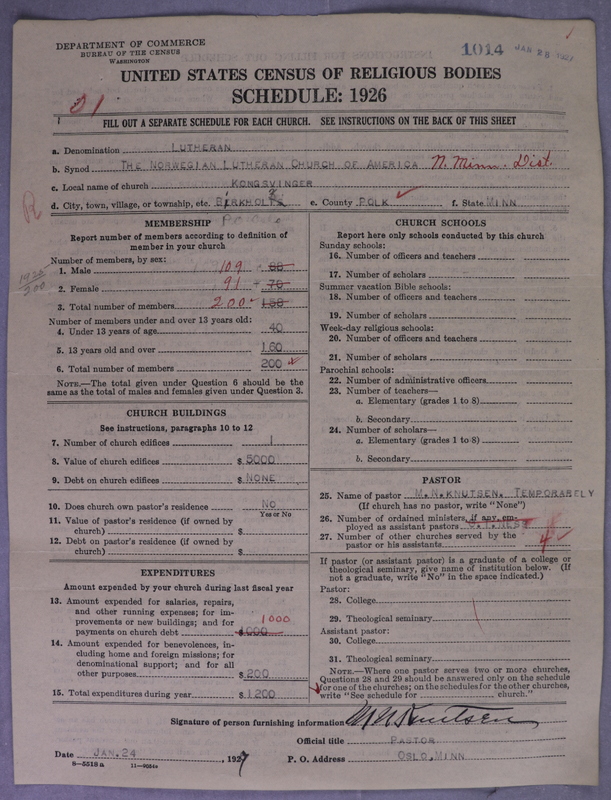 DEPARTMENT OF COMMERCE
BUREAU OF THE CENSUS
WASHINGTON
1014 JAN 28 1927
UNITED STATES CENSUS OF RELIGIOUS BODIES
SCHEDULE: 1926
FILL OUT A SEPARATE SCHEDULE FOR EACH CHURCH. SEE INSTRUCTIONS ON THE BACK OF THIS SHEET
a. Denomination LUTHERAN
b. Synod THE NORWEGIAN LUTHERAN CHURCH OF AMERICA N. Minn. Dist.
c. Local name of church KONGSVINGER
d. City, town, village, or township, etc. e. County POLK f. State MINN
R
MEMBERSHIP
Report number of members according to definition of
member in your church
Number of members, by sex:
1. Male 109
2. Female 91
3. Total number of members 200
Number of members under and over 13 years old:
4. Under 13 years of age 40
5. 13 years old and over 160
6. Total number of members 200
NOTE.—The total given under Question 6 should be the
same as the total of males and females given under Question 3.
CHURCH BUILDINGS
See instructions, paragraphs 10 to 12
7. Number of church edifices 1
8. Value of church edifices $ 5000
9. Debt on church edifices $ NONE
10. Does church own pastor's residence NO
Yes or No
11. Value of pastor's residence (if owned by
church) $
12. Debt on pastor's residence (if owned by
church) $
EXPENDITURES
Amount expended by your church during last fiscal year
13. Amount expended for salaries, repairs,
and other running expenses; for im-
provements or new buildings; and for 1000
payments on church debt $1000
14. Amount expended for benevolences, in-
cluding home and foreign missions; for
denominational support; and for all
other purposes $ 200
15. Total expenditures during year $ 1200
CHURCH SCHOOLS
Report here only schools conducted by this church
Sunday schools:
16. Number of officers and teachers
17. Number of scholars
Summer vacation Bible schools:
18. Number of officers and teachers
19. Number of scholars
Week-day religious schools:
20. Number of officers and teachers
21. Number of scholars
Parochial schools:
22. Number of administrative officers
23. Number of teachers—
a. Elementary (grades 1 to 8)
b. Secondary
24. Number of scholars—
a. Elementary (grades 1 to 8)
b. Secondary
PASTOR
25. Name of pastor M.N.KNUTSEN. TEMPORARELY
(If church has no pastor, write "None")
26. Number of ordained ministers, if any, em-
ployed as assistant pastors
27. Number of other churches served by the
pastor or his assistants 4
If pastor (or assistant pastor) is a graduate of a college or
theological seminary, give name of institution below. (If
not a graduate, write "No" in the space indicated.)
Pastor:
28. College
29. Theological seminary
Assistant pastor:
30. College
31. Theological seminary
NOTE.—Where one pastor serves two or more churches,
Questions 28 and 29 should be answered only on the schedule
for one of the churches; on the schedules for the other churches,
write "See schedule for church."
Signature of person furnishing information M N Knutsen
Official title PASTOR
Date JAN.24 1927 P. O. Address OSLO, MINN
8—5518a 11—9054a